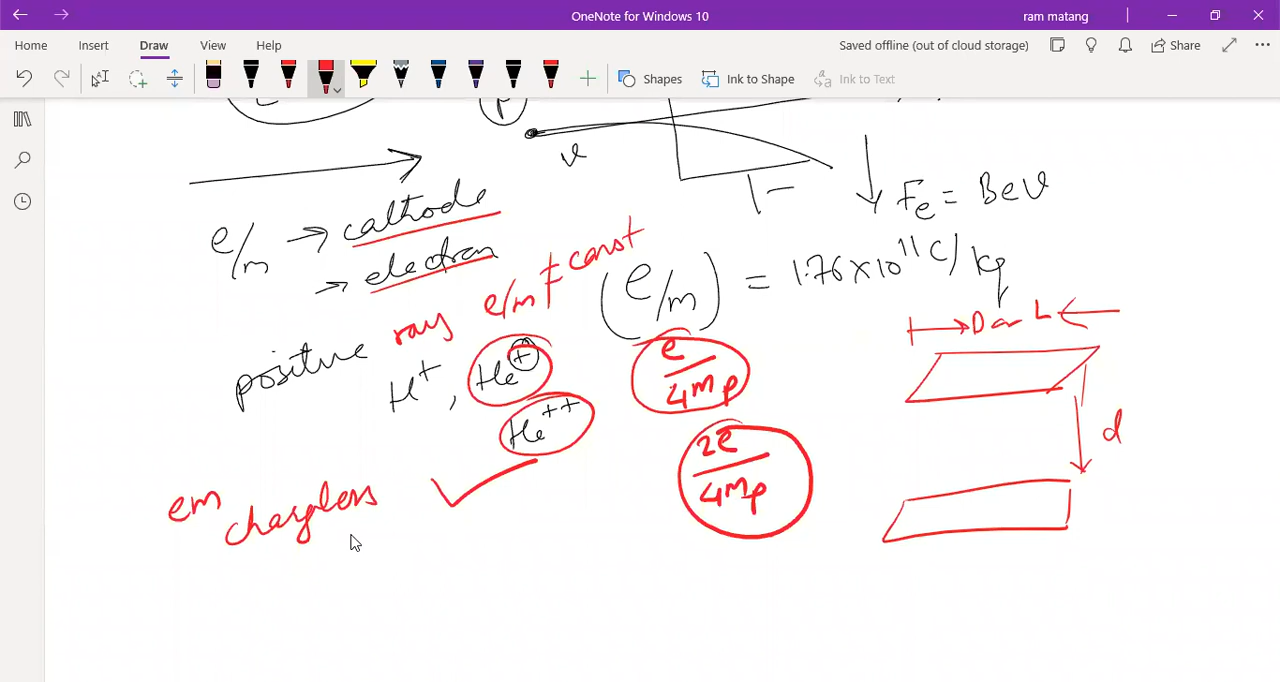 OneNote for Windows 10
ram matang
Home Insert Draw View Help
Saved offline (out of cloud storage)
Share
Shapes
Ink to Shape
Ink to Text
p
v
Fe = Bev
e/m → cathode
→ electron
(e/m) = 1.76×10¹¹ C/kg
positive rays e/m ≠ const
H⁺, He⁺
He⁺⁺
e/4mp
2e/4mp
D or L
d
em chargless